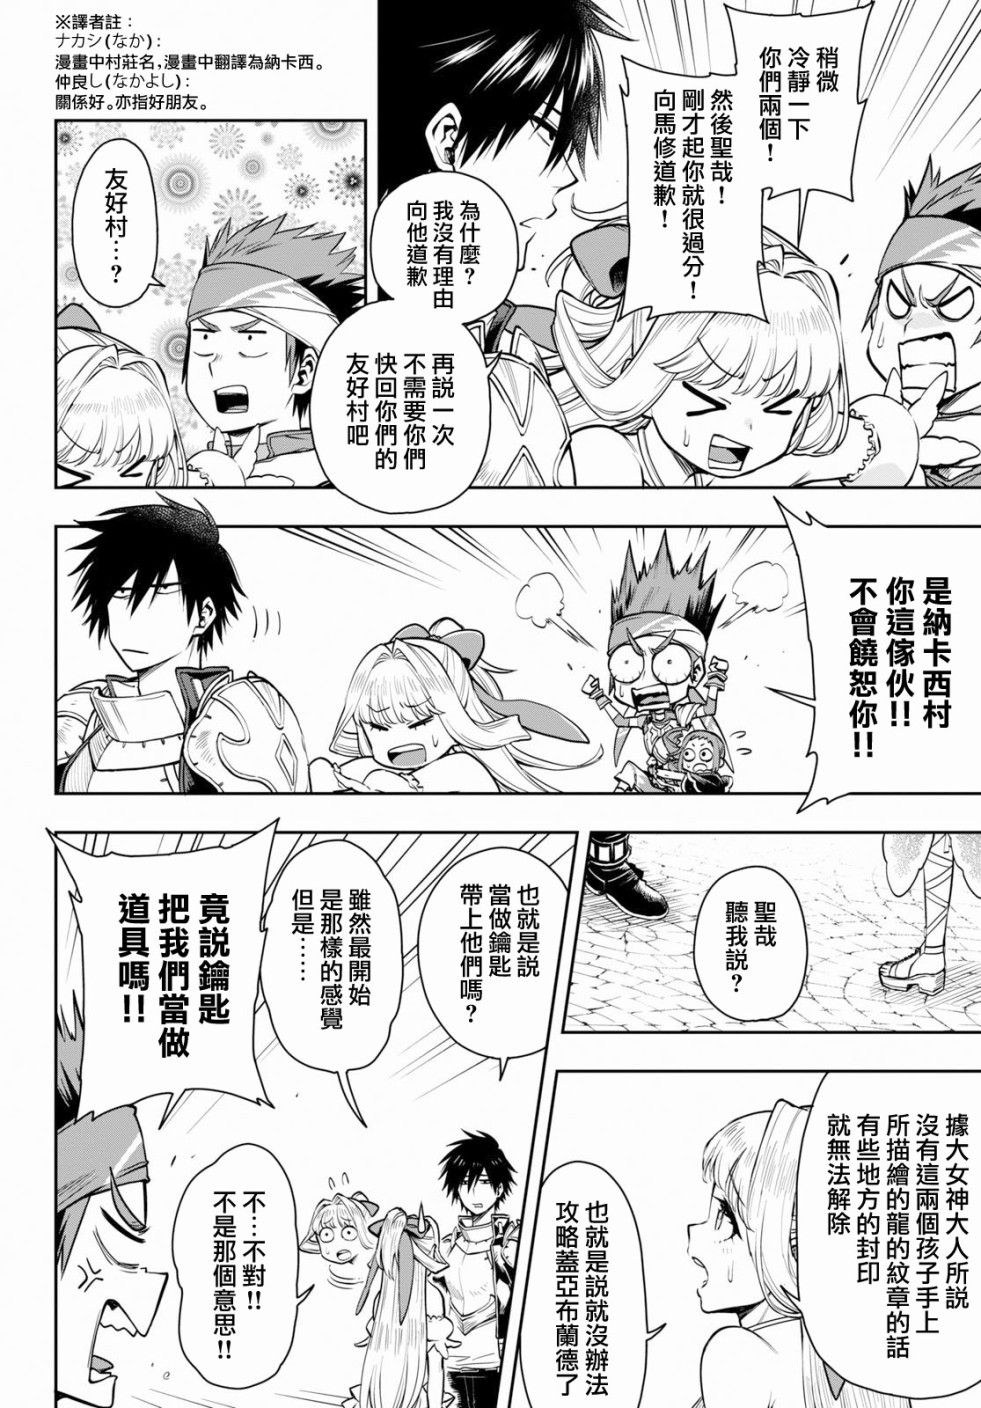 ※譯者註：
ナカシ(なか)：
漫畫中村莊名,漫畫中翻譯為納卡西。
仲良し(なかよし)：
關係好。亦指好朋友。
稍微
冷靜一下
你們兩個！
然後聖哉！
剛才起你就很過分！
向馬修道歉！
為什麼？
我沒有理由
向他道歉
再説一次
不需要你們
快回你們的
友好村吧
友好村…？
是納卡西村
你這傢伙!!
不會饒恕你!!
聖哉
聽我説？
據大女神大人所説
沒有這兩個孩子手上
所描繪的龍的紋章的話
有些地方的封印
就無法解除
也就是説就沒辦法
攻略蓋亞布蘭德了
也就是説
當做鑰匙
帶上他們嗎？
雖然最開始
是那樣的感覺
但是……
竟説鑰匙
把我們當做
道具嗎!!
不…不對!!
不是那個意思!!